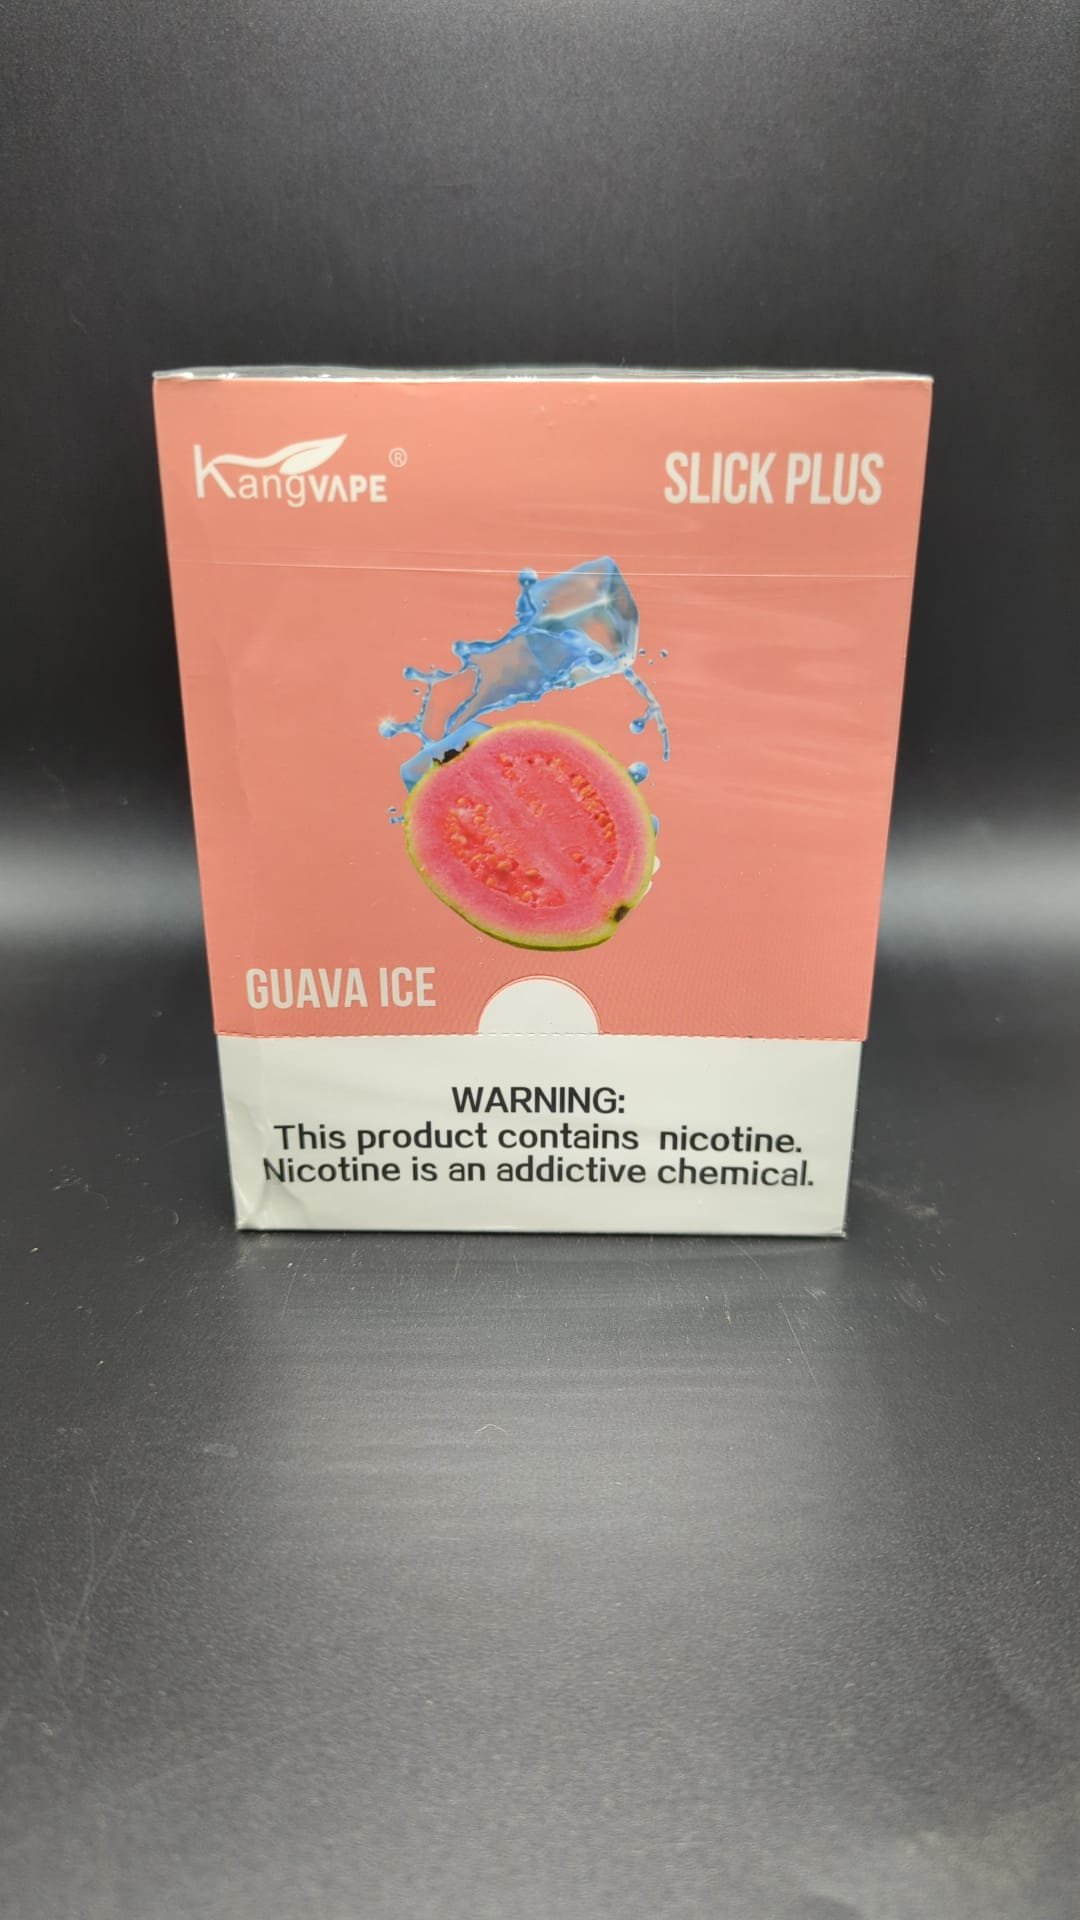 KangVAPE®
SLICK PLUS
GUAVA ICE
WARNING:
This product contains nicotine.
Nicotine is an addictive chemical.